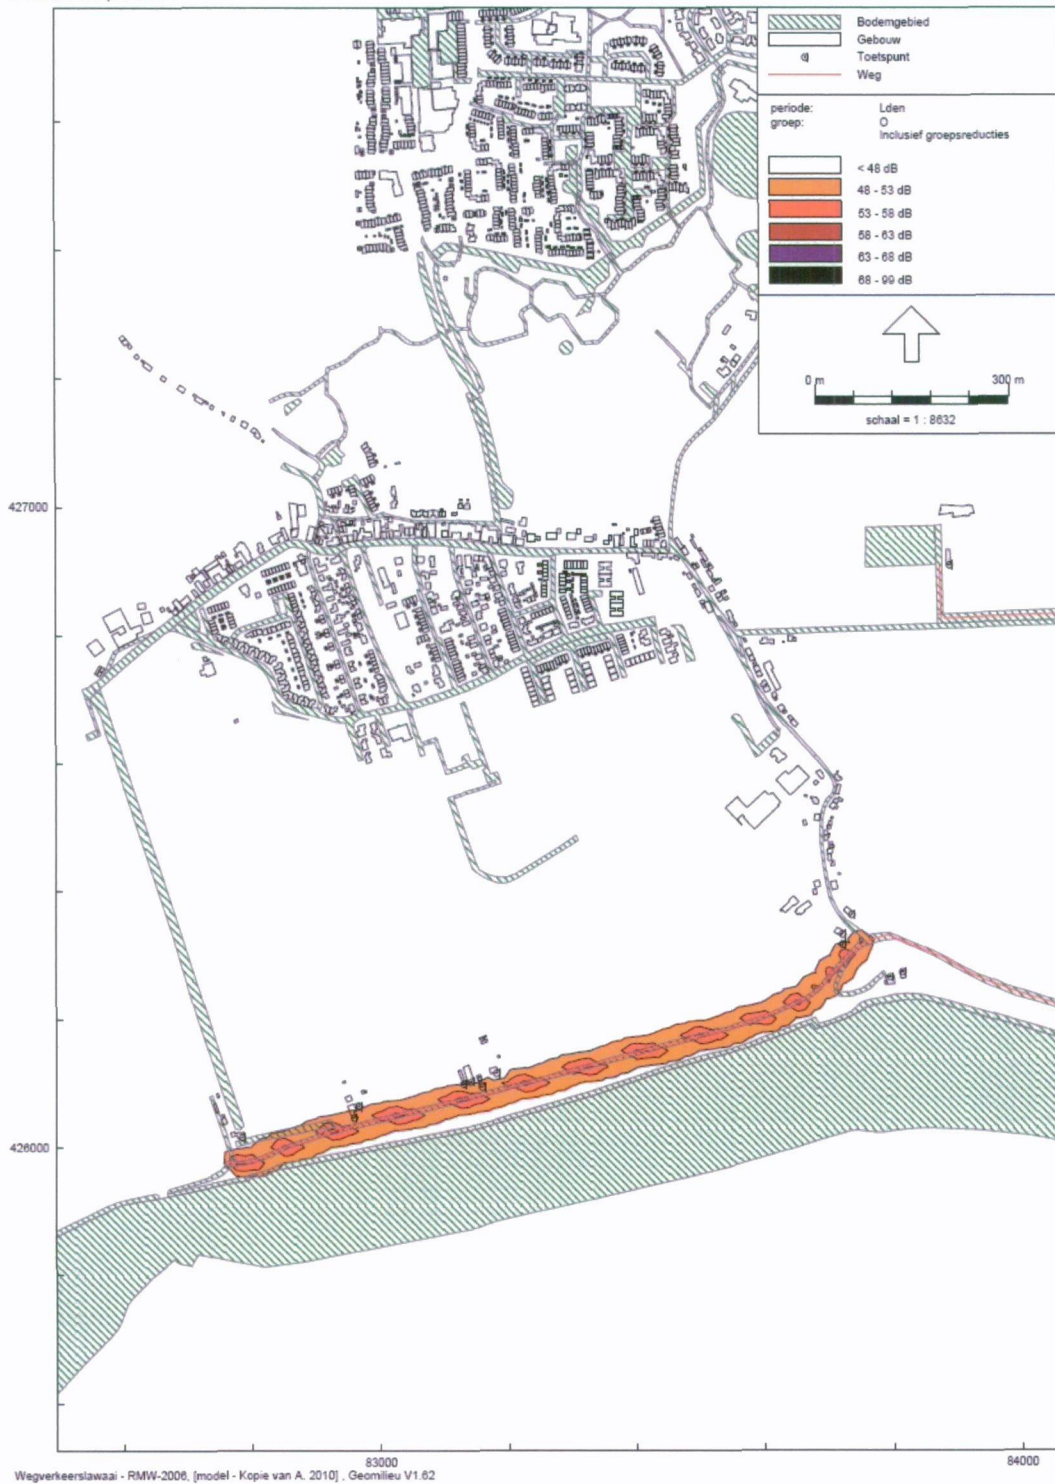 Bodemgebied
Gebouw
Toetspunt
Weg
periode: Lden
groep: O
Inclusief groepsreducties
< 48 dB
48 - 53 dB
53 - 58 dB
58 - 63 dB
63 - 68 dB
68 - 99 dB
0 m 300 m
schaal = 1 : 8632
427000
426000
83000 84000
Wegverkeerslawaai - RMW-2006, [model - Kopie van A. 2010] , Geomilieu V1.62